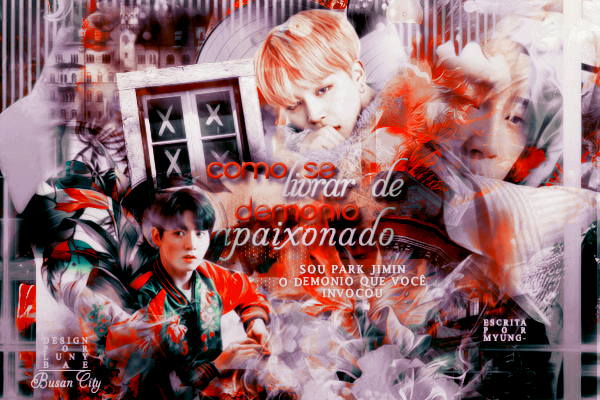 como se
livrar de
demonio
apaixonado
SOU PARK JIMIN
O DEMONIO QUE VOCÊ
INVOCOU
DESIGN
POR
LUNY
BAE
Busan City
ESCRITA
POR
MYUNG-